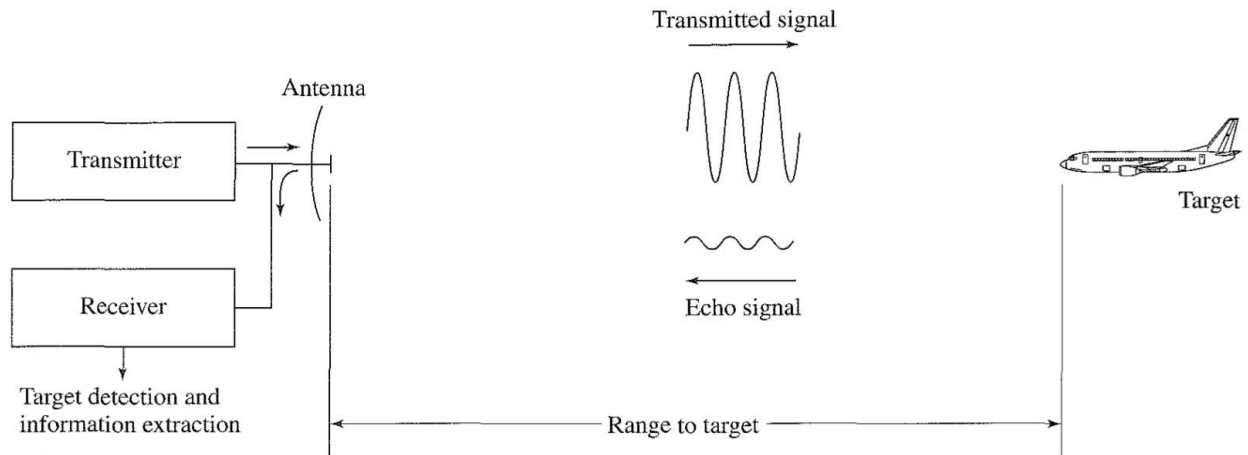 Transmitted signal
Antenna
Transmitter
Target
Receiver
Echo signal
Target detection and
information extraction
Range to target